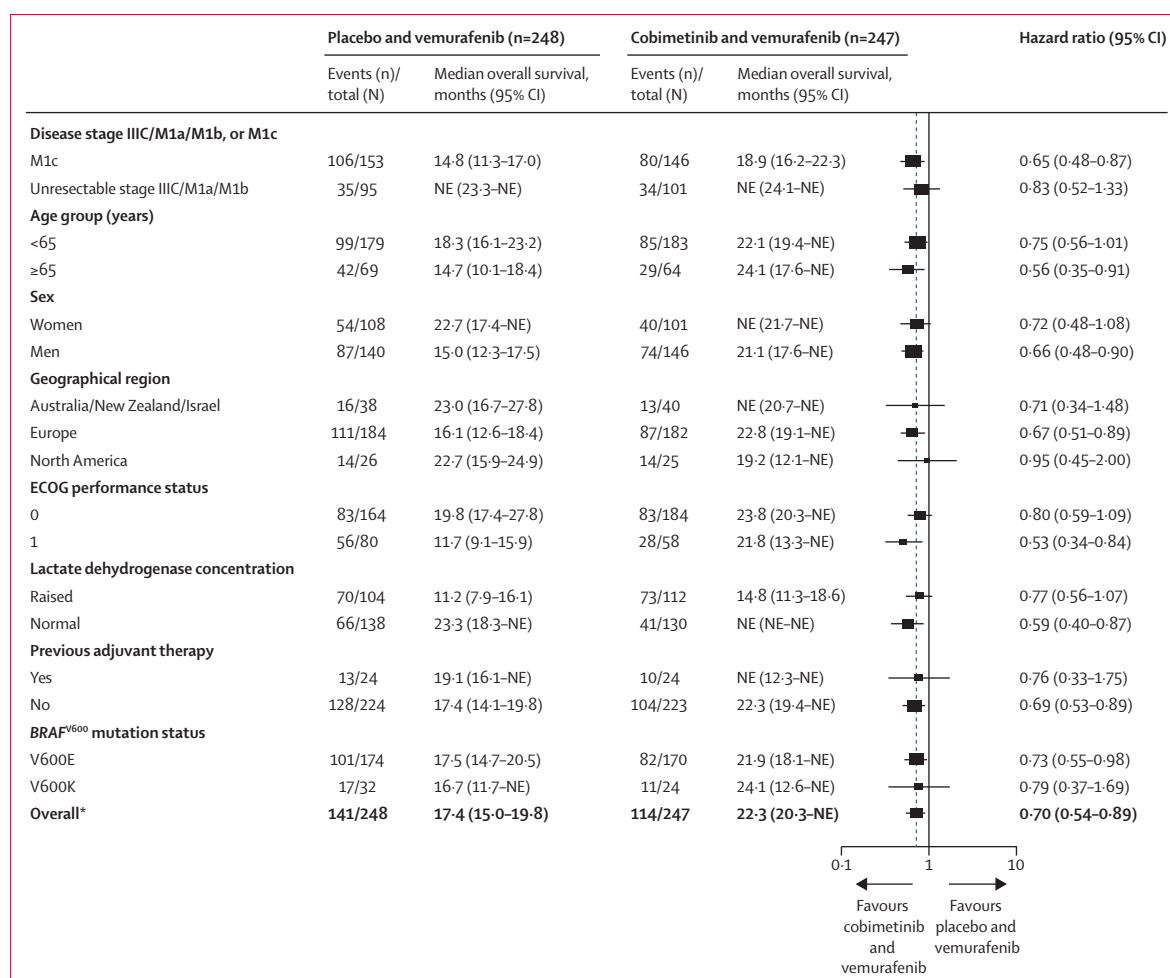 Placebo and vemurafenib (n=248) Cobimetinib and vemurafenib (n=247) Hazard ratio (95% CI)
Events (n)/ total (N) Median overall survival, months (95% CI) Events (n)/ total (N) Median overall survival, months (95% CI)
Disease stage IIIC/M1a/M1b, or M1c
M1c 106/153 14·8 (11·3–17·0) 80/146 18·9 (16·2–22·3) 0·65 (0·48–0·87)
Unresectable stage IIIC/M1a/M1b 35/95 NE (23·3–NE) 34/101 NE (24·1–NE) 0·83 (0·52–1·33)
Age group (years)
<65 99/179 18·3 (16·1–23·2) 85/183 22·1 (19·4–NE) 0·75 (0·56–1·01)
≥65 42/69 14·7 (10·1–18·4) 29/64 24·1 (17·6–NE) 0·56 (0·35–0·91)
Sex
Women 54/108 22·7 (17·4–NE) 40/101 NE (21·7–NE) 0·72 (0·48–1·08)
Men 87/140 15·0 (12·3–17·5) 74/146 21·1 (17·6–NE) 0·66 (0·48–0·90)
Geographical region
Australia/New Zealand/Israel 16/38 23·0 (16·7–27·8) 13/40 NE (20·7–NE) 0·71 (0·34–1·48)
Europe 111/184 16·1 (12·6–18·4) 87/182 22·8 (19·1–NE) 0·67 (0·51–0·89)
North America 14/26 22·7 (15·9–24·9) 14/25 19·2 (12·1–NE) 0·95 (0·45–2·00)
ECOG performance status
0 83/164 19·8 (17·4–27·8) 83/184 23·8 (20·3–NE) 0·80 (0·59–1·09)
1 56/80 11·7 (9·1–15·9) 28/58 21·8 (13·3–NE) 0·53 (0·34–0·84)
Lactate dehydrogenase concentration
Raised 70/104 11·2 (7·9–16·1) 73/112 14·8 (11·3–18·6) 0·77 (0·56–1·07)
Normal 66/138 23·3 (18·3–NE) 41/130 NE (NE–NE) 0·59 (0·40–0·87)
Previous adjuvant therapy
Yes 13/24 19·1 (16·1–NE) 10/24 NE (12·3–NE) 0·76 (0·33–1·75)
No 128/224 17·4 (14·1–19·8) 104/223 22·3 (19·4–NE) 0·69 (0·53–0·89)
BRAFV600 mutation status
V600E 101/174 17·5 (14·7–20·5) 82/170 21·9 (18·1–NE) 0·73 (0·55–0·98)
V600K 17/32 16·7 (11·7–NE) 11/24 24·1 (12·6–NE) 0·79 (0·37–1·69)
Overall* 141/248 17·4 (15·0–19·8) 114/247 22·3 (20·3–NE) 0·70 (0·54–0·89)
0·1 1 10
Favours cobimetinib and vemurafenib Favours placebo and vemurafenib